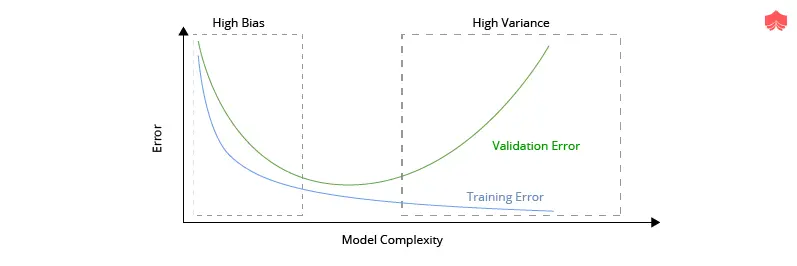 High Bias
High Variance
Error
Validation Error
Training Error
Model Complexity